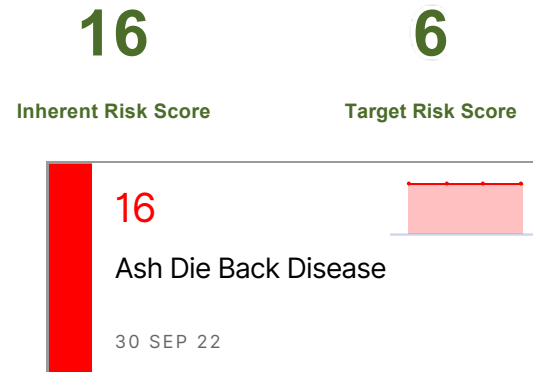 16 6
Inherent Risk Score Target Risk Score
16
Ash Die Back Disease
30 SEP 22